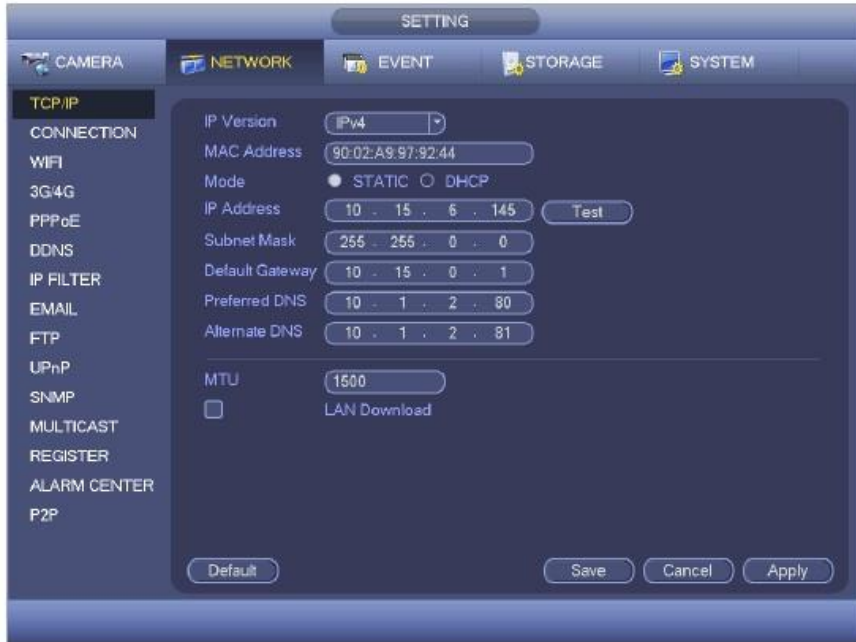 SETTING
CAMERA NETWORK EVENT STORAGE SYSTEM
TCP/IP
CONNECTION
WIFI
3G/4G
PPPoE
DDNS
IP FILTER
EMAIL
FTP
UPnP
SNMP
MULTICAST
REGISTER
ALARM CENTER
P2P
IP Version IPv4
MAC Address 90:02:A9:97:92:44
Mode STATIC DHCP
IP Address 10 . 15 . 6 . 145 Test
Subnet Mask 255 . 255 . 0 . 0
Default Gateway 10 . 15 . 0 . 1
Preferred DNS 10 . 1 . 2 . 80
Alternate DNS 10 . 1 . 2 . 81
MTU 1500
LAN Download
Default Save Cancel Apply